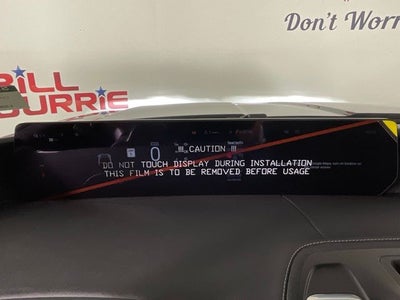 Don't Worr
BILL
CURRIE
0
!!! CAUTION !!!
DO NOT TOUCH DISPLAY DURING INSTALLATION
THIS FILM IS TO BE REMOVED BEFORE USAGE